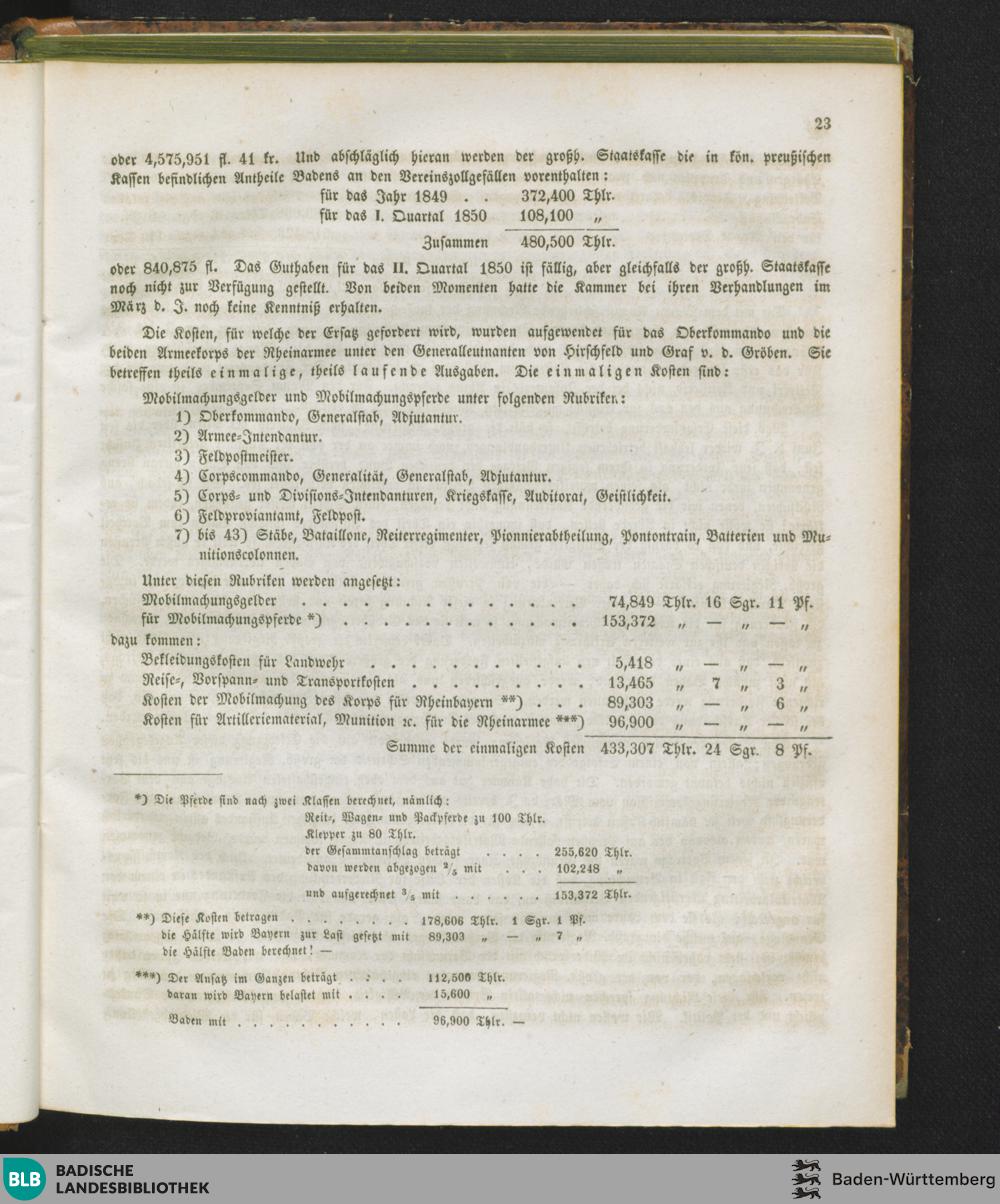 23
oder 4,575,951 fl. 41 kr. Und abschläglich hieran werden der großh. Staatskasse die in kön. preußischen
Kassen befindlichen Antheile Badens an den Vereinszollgefällen vorenthalten:
für das Jahr 1849 . . 372,400 Thlr.
für das I. Quartal 1850 108,100 „
Zusammen 480,500 Thlr.
oder 840,875 fl. Das Guthaben für das II. Quartal 1850 ist fällig, aber gleichfalls der großh. Staatskasse
noch nicht zur Verfügung gestellt. Von beiden Momenten hatte die Kammer bei ihren Verhandlungen im
März d. J. noch keine Kenntniß erhalten.
Die Kosten, für welche der Ersatz gefordert wird, wurden aufgewendet für das Oberkommando und die
beiden Armeekorps der Rheinarmee unter den Generalleutnanten von Hirschfeld und Graf v. d. Gröben. Sie
betreffen theils einmalige, theils laufende Ausgaben. Die einmaligen Kosten sind:
Mobilmachungsgelder und Mobilmachungspferde unter folgenden Rubriken:
1) Oberkommando, Generalstab, Adjutantur.
2) Armee-Intendantur.
3) Feldpostmeister.
4) Corpscommando, Generalität, Generalstab, Adjutantur.
5) Corps- und Divisions-Intendanturen, Kriegskasse, Auditorat, Geistlichkeit.
6) Feldproviantamt, Feldpost.
7) bis 43) Stäbe, Bataillone, Reiterregimenter, Pionnierabtheilung, Pontontrain, Batterien und Mu-
nitionscolonnen.
Unter diesen Rubriken werden angesetzt:
Mobilmachungsgelder . . . . . . . . . . . . . 74,849 Thlr. 16 Sgr. 11 Pf.
für Mobilmachungspferde *) . . . . . . . . . . . 153,372 „ — „ — „
dazu kommen:
Bekleidungskosten für Landwehr . . . . . . . . . . 5,418 „ — „ — „
Reise-, Vorspann- und Transportkosten . . . . . . . . . 13,465 „ 7 „ 3 „
Kosten der Mobilmachung des Korps für Rheinbayern **) . . . 89,303 „ — „ 6 „
Kosten für Artilleriematerial, Munition ꝛc. für die Rheinarmee ***) 96,900 „ — „ — „
Summe der einmaligen Kosten 433,307 Thlr. 24 Sgr. 8 Pf.
*) Die Pferde sind nach zwei Klassen berechnet, nämlich:
Reit-, Wagen- und Packpferde zu 100 Thlr.
Klepper zu 80 Thlr.
der Gesammtanschlag beträgt . . . . 255,620 Thlr.
davon werden abgezogen 2/5 mit . . . 102,248 „
und aufgerechnet 3/5 mit . . . . . . 153,372 Thlr.
**) Diese Kosten betragen . . . . . . . . 178,606 Thlr. 1 Sgr. 1 Pf.
die Hälfte wird Bayern zur Last gesetzt mit 89,303 „ — „ 7 „
die Hälfte Baden berechnet! —
***) Der Ansatz im Ganzen beträgt . . . . 112,500 Thlr.
daran wird Bayern belastet mit . . . . 15,600 „
Baden mit . . . . . . . . . . . 96,900 Thlr. —
BLB BADISCHE
LANDESBIBLIOTHEK
Baden-Württemberg